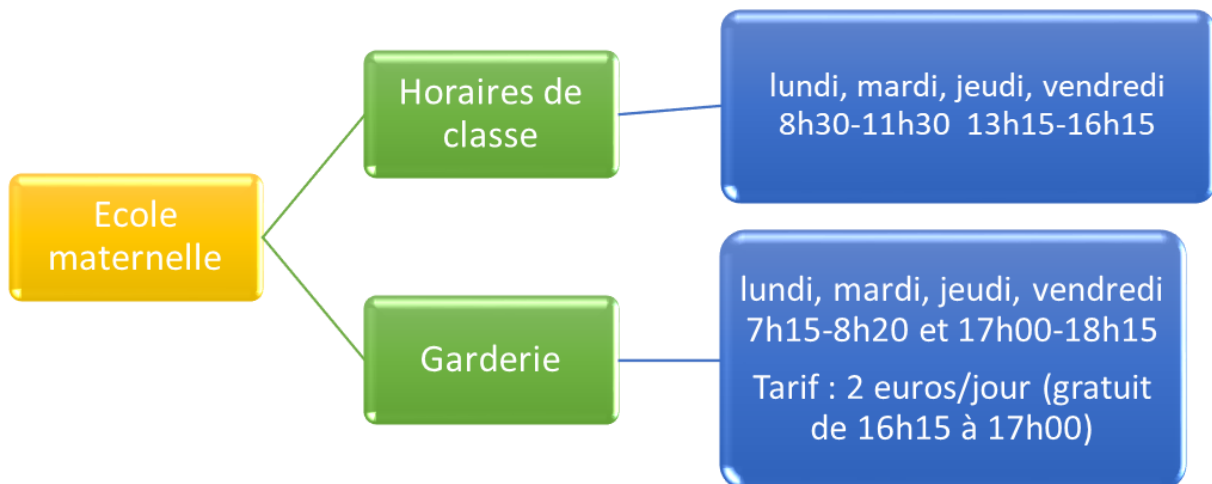 Ecole
maternelle
Horaires de
classe
lundi, mardi, jeudi, vendredi
8h30-11h30  13h15-16h15
Garderie
lundi, mardi, jeudi, vendredi
7h15-8h20 et 17h00-18h15
Tarif : 2 euros/jour (gratuit
de 16h15 à 17h00)